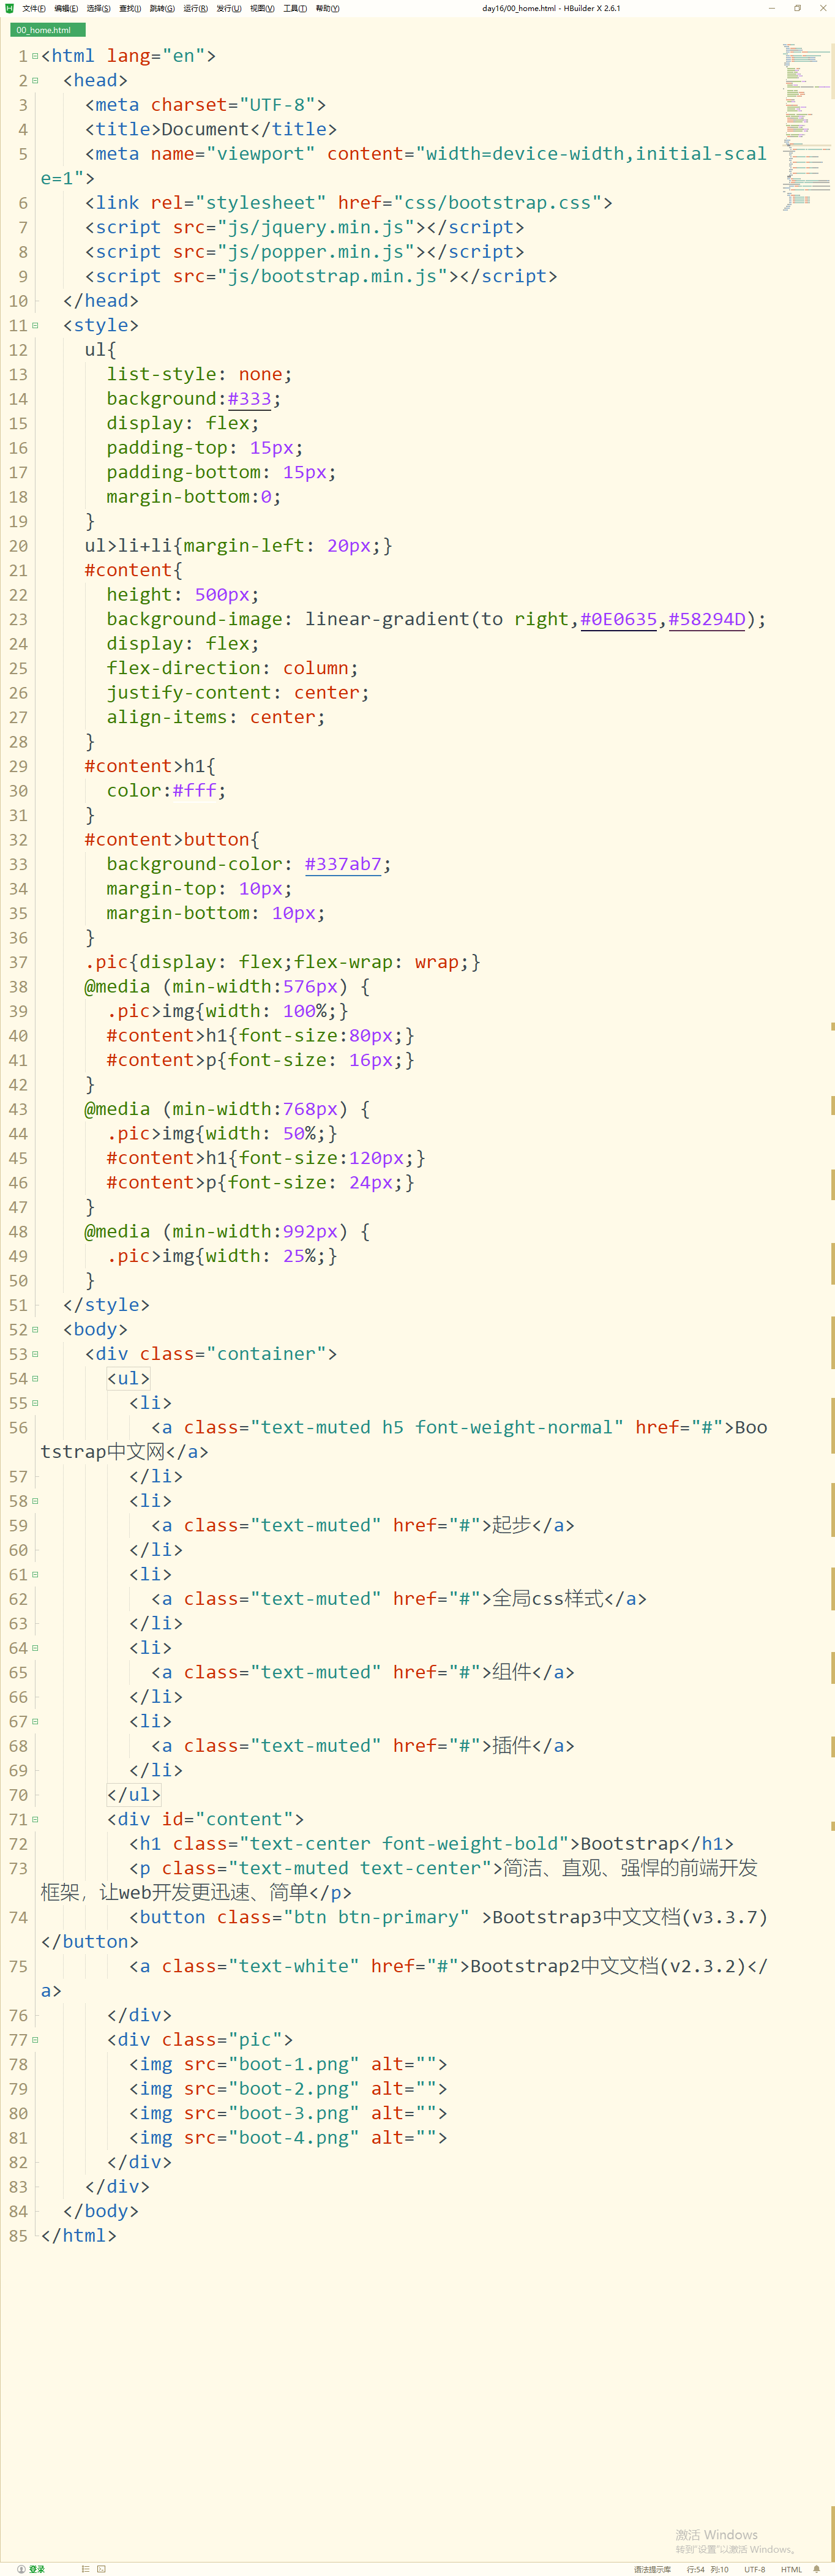 文件(F) 编辑(E) 选择(S) 查找(I) 跳转(G) 运行(R) 发行(U) 视图(V) 工具(T) 帮助(Y) day16/00_home.html - HBuilder X 2.6.1
00_home.html
1 <html lang="en">
2 <head>
3 <meta charset="UTF-8">
4 <title>Document</title>
5 <meta name="viewport" content="width=device-width,initial-scal
e=1">
6 <link rel="stylesheet" href="css/bootstrap.css">
7 <script src="js/jquery.min.js"></script>
8 <script src="js/popper.min.js"></script>
9 <script src="js/bootstrap.min.js"></script>
10 </head>
11 <style>
12 ul{
13 list-style: none;
14 background:#333;
15 display: flex;
16 padding-top: 15px;
17 padding-bottom: 15px;
18 margin-bottom:0;
19 }
20 ul>li+li{margin-left: 20px;}
21 #content{
22 height: 500px;
23 background-image: linear-gradient(to right,#0E0635,#58294D);
24 display: flex;
25 flex-direction: column;
26 justify-content: center;
27 align-items: center;
28 }
29 #content>h1{
30 color:#fff;
31 }
32 #content>button{
33 background-color: #337ab7;
34 margin-top: 10px;
35 margin-bottom: 10px;
36 }
37 .pic{display: flex;flex-wrap: wrap;}
38 @media (min-width:576px) {
39 .pic>img{width: 100%;}
40 #content>h1{font-size:80px;}
41 #content>p{font-size: 16px;}
42 }
43 @media (min-width:768px) {
44 .pic>img{width: 50%;}
45 #content>h1{font-size:120px;}
46 #content>p{font-size: 24px;}
47 }
48 @media (min-width:992px) {
49 .pic>img{width: 25%;}
50 }
51 </style>
52 <body>
53 <div class="container">
54 <ul>
55 <li>
56 <a class="text-muted h5 font-weight-normal" href="#">Boo
tstrap中文网</a>
57 </li>
58 <li>
59 <a class="text-muted" href="#">起步</a>
60 </li>
61 <li>
62 <a class="text-muted" href="#">全局css样式</a>
63 </li>
64 <li>
65 <a class="text-muted" href="#">组件</a>
66 </li>
67 <li>
68 <a class="text-muted" href="#">插件</a>
69 </li>
70 </ul>
71 <div id="content">
72 <h1 class="text-center font-weight-bold">Bootstrap</h1>
73 <p class="text-muted text-center">简洁、直观、强悍的前端开发
框架，让web开发更迅速、简单</p>
74 <button class="btn btn-primary" >Bootstrap3中文文档(v3.3.7)
</button>
75 <a class="text-white" href="#">Bootstrap2中文文档(v2.3.2)</
a>
76 </div>
77 <div class="pic">
78 <img src="boot-1.png" alt="">
79 <img src="boot-2.png" alt="">
80 <img src="boot-3.png" alt="">
81 <img src="boot-4.png" alt="">
82 </div>
83 </div>
84 </body>
85 </html>
激活 Windows
转到"设置"以激活 Windows。
登录 语法提示库 行:54 列:10 UTF-8 HTML